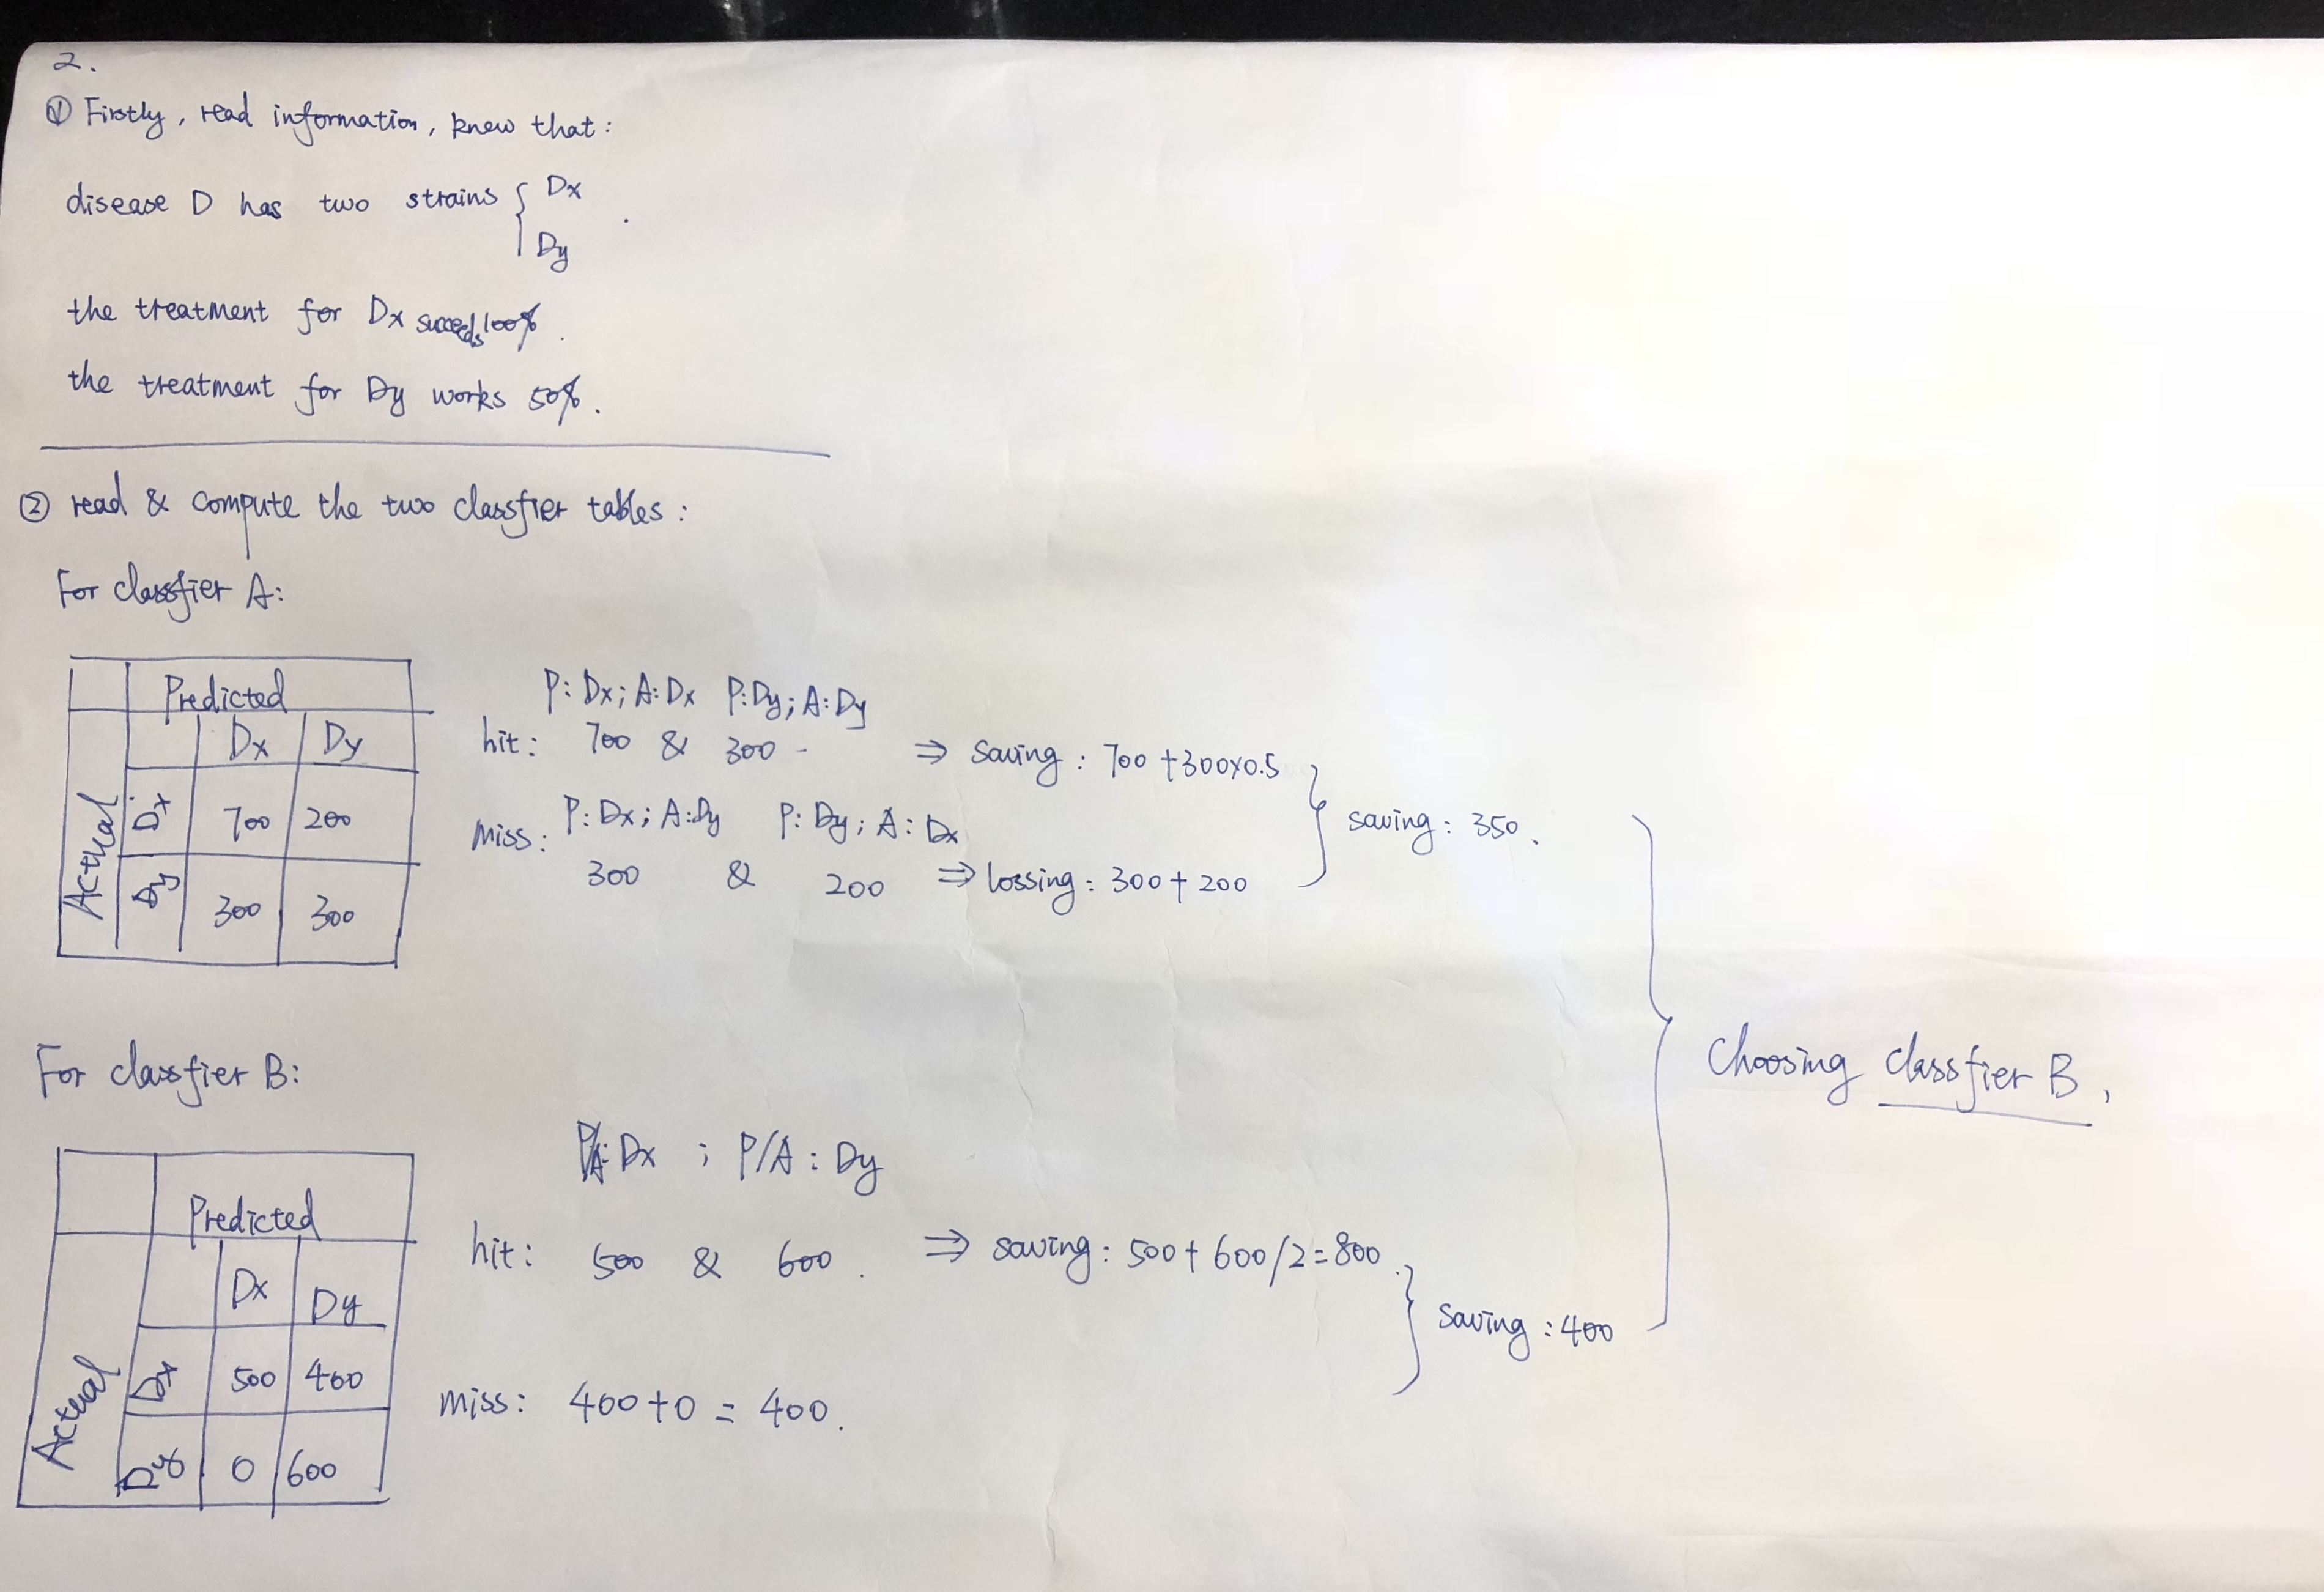 2.
① Firstly, read information, knew that:
disease D has two strains { Dx
Dy
the treatment for Dx succeeds 100%.
the treatment for Dy works 50%.
② read & compute the two classfier tables:
For classfier A:
Predicted
Dx Dy
Actual
Dx 700 200
Dy 300 300
P: Dx; A: Dx P: Dy; A: Dy
hit: 700 & 300 ⇒ saving: 700 + 300×0.5
miss: P: Dx; A: Dy P: Dy; A: Dx
300 & 200 ⇒ lossing: 300 + 200
} saving: 350.
For classfier B:
Predicted
Dx Dy
Actual
Dx 500 400
Dy 0 600
P/A: Dx ; P/A: Dy
hit: 500 & 600. ⇒ saving: 500 + 600/2 = 800.
miss: 400 + 0 = 400.
} saving: 400
} Choosing classfier B.